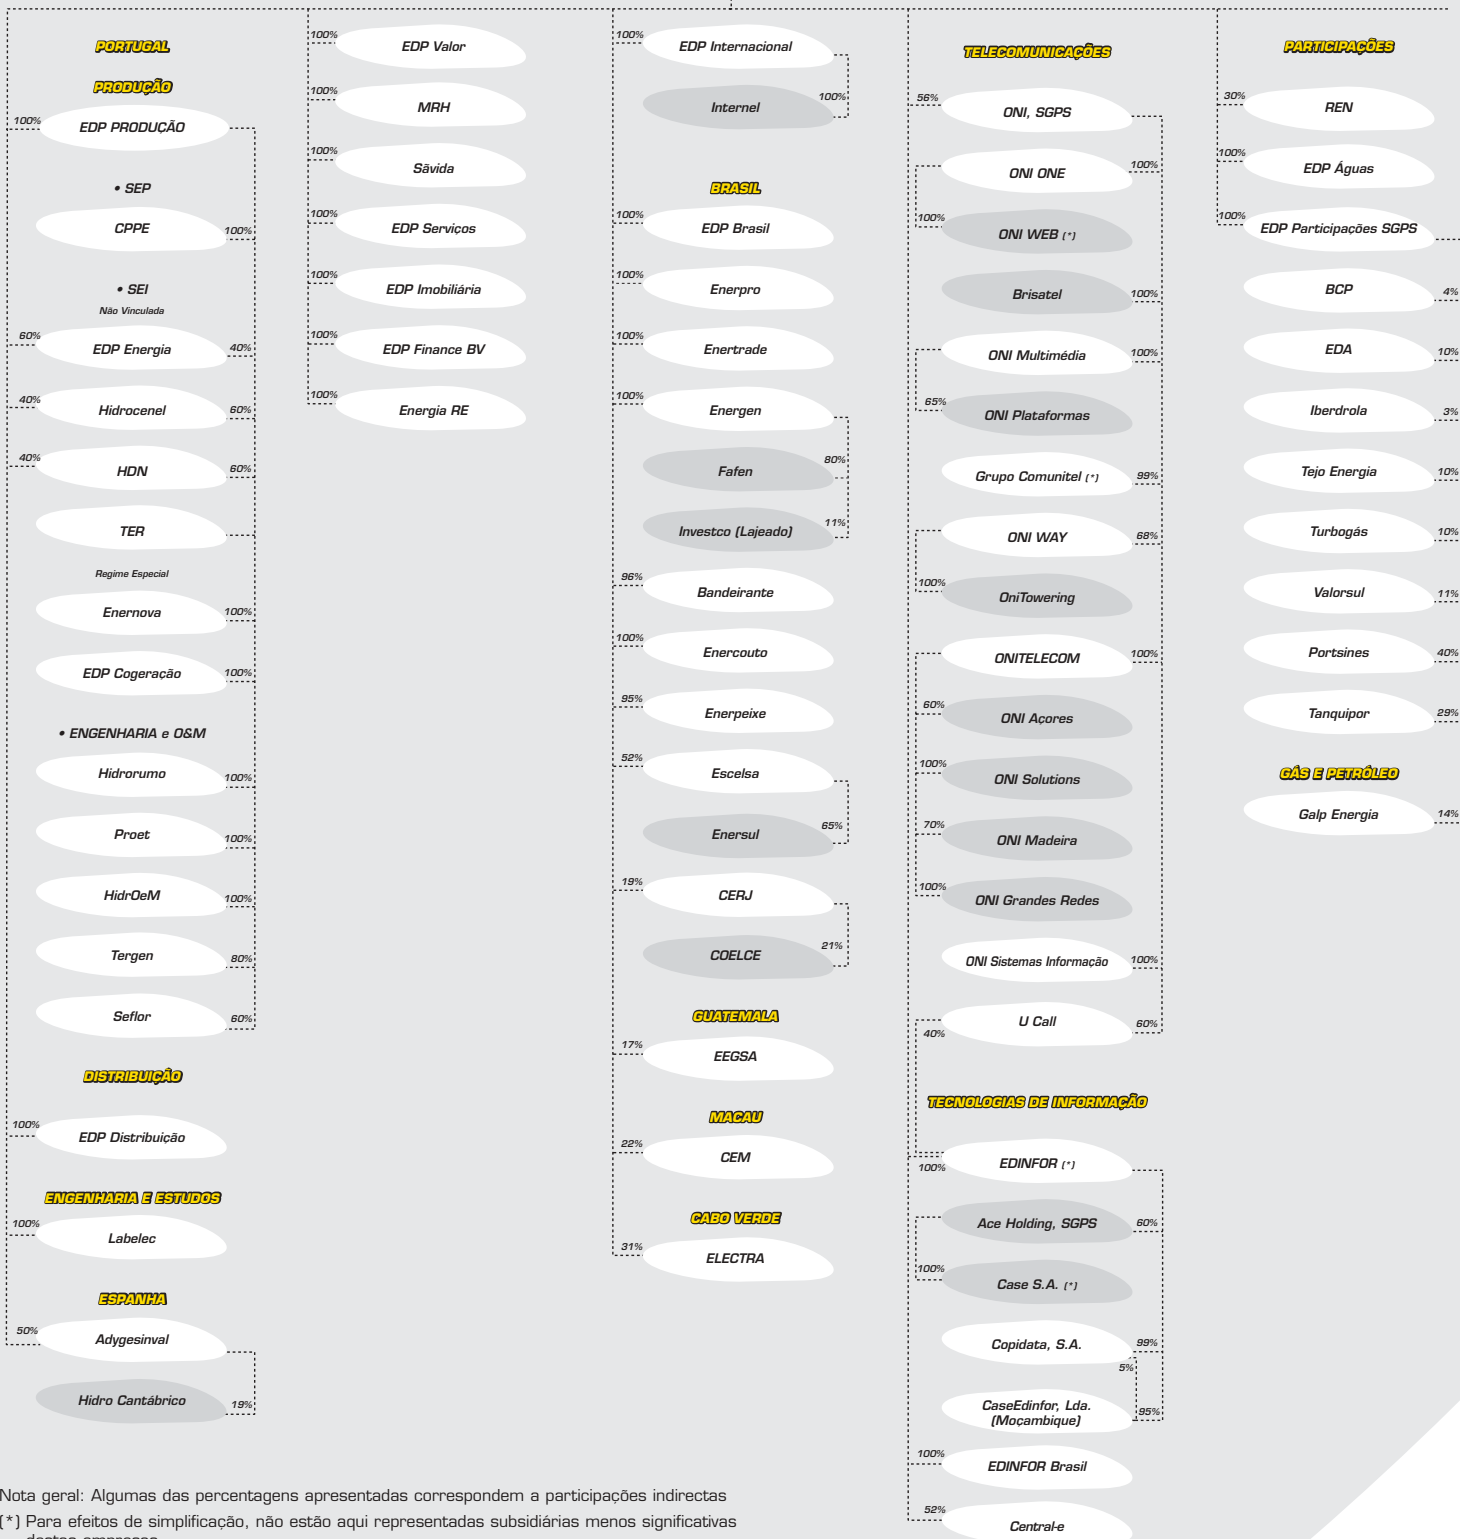 PORTUGAL
PRODUÇÃO
100%
EDP PRODUÇÃO
• SEP
CPPE
100%
• SEI
Não Vinculada
60%
EDP Energia
40%
40%
Hidrocenel
60%
40%
HDN
60%
TER
Regime Especial
Enernova
100%
EDP Cogeração
100%
• ENGENHARIA e O&M
Hidrorumo
100%
Proet
100%
HidrOeM
100%
Tergen
80%
Seflor
60%
DISTRIBUIÇÃO
100%
EDP Distribuição
ENGENHARIA E ESTUDOS
100%
Labelec
ESPANHA
50%
Adygesinval
Hidro Cantábrico
19%
100%
EDP Valor
100%
MRH
100%
Sãvida
100%
EDP Serviços
100%
EDP Imobiliária
100%
EDP Finance BV
100%
Energia RE
100%
EDP Internacional
Internel
100%
BRASIL
100%
EDP Brasil
100%
Enerpro
100%
Enertrade
100%
Energen
Fafen
80%
Investco (Lajeado)
11%
96%
Bandeirante
100%
Enercouto
95%
Enerpeixe
52%
Escelsa
Enersul
65%
19%
CERJ
COELCE
21%
GUATEMALA
17%
EEGSA
MACAU
22%
CEM
CABO VERDE
31%
ELECTRA
TELECOMUNICAÇÕES
56%
ONI, SGPS
ONI ONE
100%
100%
ONI WEB (*)
Brisatel
100%
ONI Multimédia
100%
65%
ONI Plataformas
Grupo Comunitel (*)
99%
ONI WAY
68%
100%
OniTowering
ONITELECOM
100%
60%
ONI Açores
100%
ONI Solutions
70%
ONI Madeira
100%
ONI Grandes Redes
ONI Sistemas Informação
100%
U Call
40%
60%
TECNOLOGIAS DE INFORMAÇÃO
100%
EDINFOR (*)
Ace Holding, SGPS
60%
100%
Case S.A. (*)
Copidata, S.A.
99%
5%
CaseEdinfor, Lda.
(Moçambique)
95%
100%
EDINFOR Brasil
52%
Central-e
PARTICIPAÇÕES
30%
REN
100%
EDP Águas
100%
EDP Participações SGPS
BCP
4%
EDA
10%
Iberdrola
3%
Tejo Energia
10%
Turbogás
10%
Valorsul
11%
Portsines
40%
Tanquipor
29%
GÁS E PETRÓLEO
Galp Energia
14%
Nota geral: Algumas das percentagens apresentadas correspondem a participações indirectas
(*) Para efeitos de simplificação, não estão aqui representadas subsidiárias menos significativas